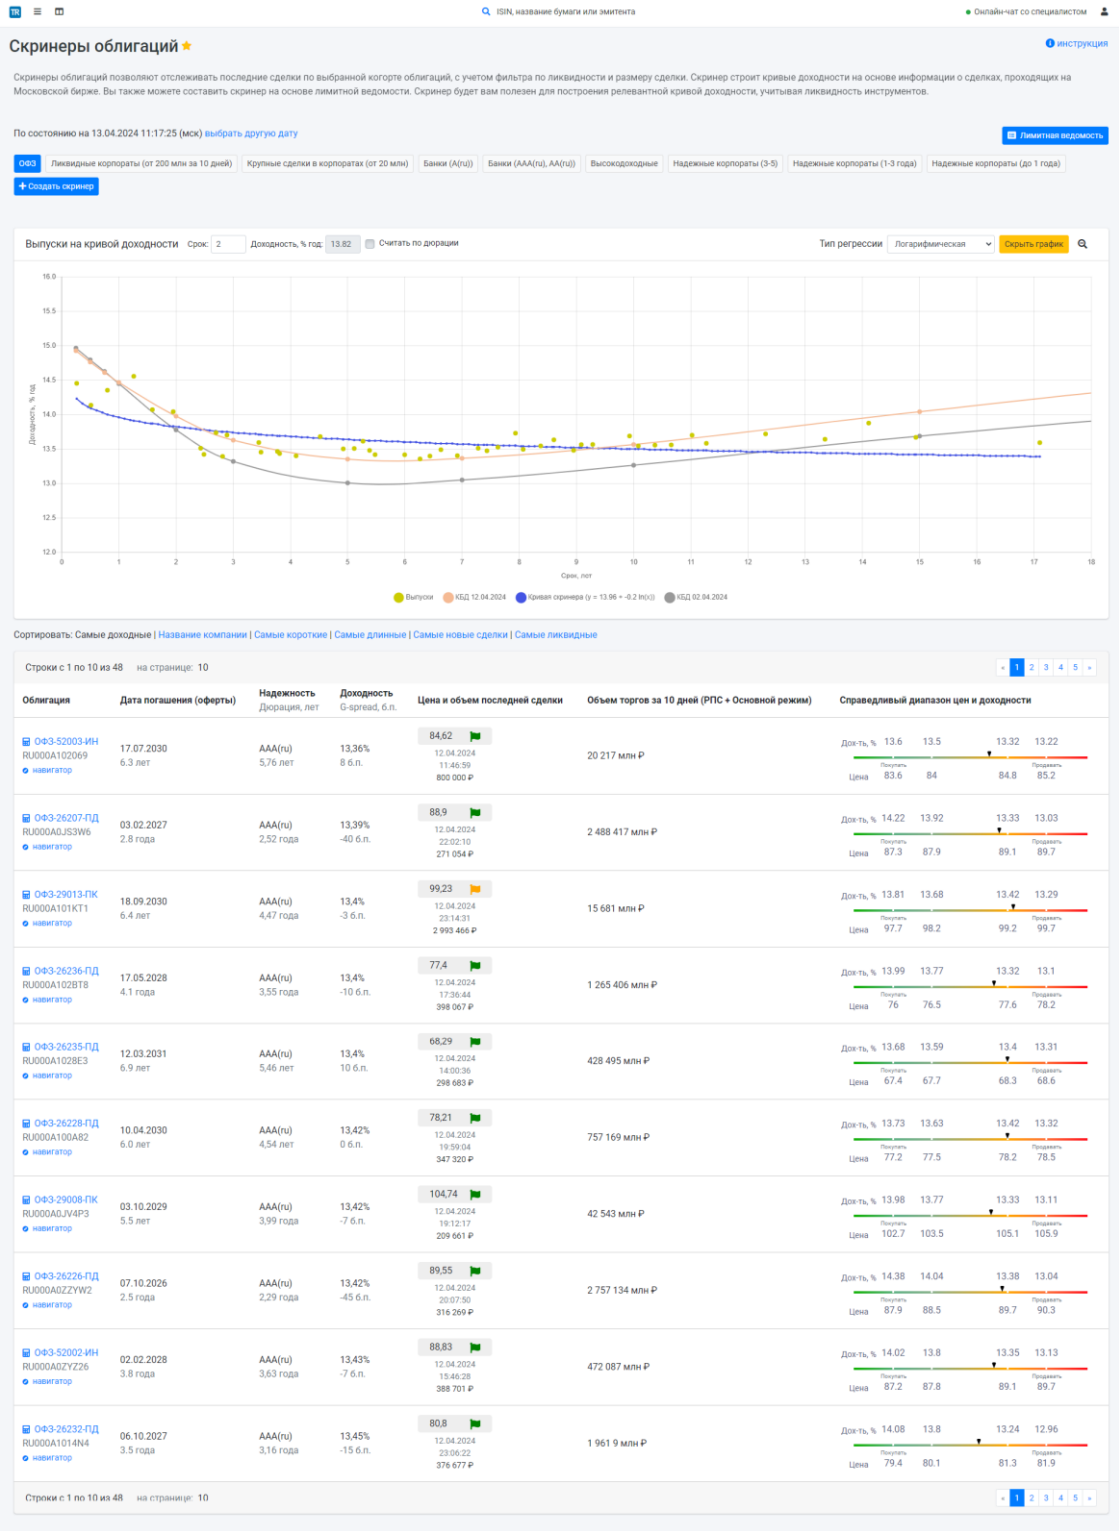 TR
ISIN, название бумаги или эмитента
Онлайн-чат со специалистом
Скринеры облигаций
инструкция
Скринеры облигаций позволяют отслеживать последние сделки по выбранной когорте облигаций, с учетом фильтра по ликвидности и размеру сделки. Скринер строит кривые доходности на основе информации о сделках, проходящих на
Московской бирже. Вы также можете составить скринер на основе лимитной ведомости. Скринер будет вам полезен для построения релевантной кривой доходности, учитывая ликвидность инструментов.
По состоянию на 13.04.2024 11:17:25 (мск) выбрать другую дату
Лимитная ведомость
ОФЗ Ликвидные корпораты (от 200 млн за 10 дней) Крупные сделки в корпоратах (от 20 млн) Банки (A(ru)) Банки (AAA(ru), AA(ru)) Высокодоходные Надежные корпораты (3-5) Надежные корпораты (1-3 года) Надежные корпораты (до 1 года)
+ Создать скринер
Выпуски на кривой доходности Срок: 2 Доходность, % год: 13.82 Считать по дюрации Тип регрессии Логарифмическая Скрыть график
Доходность, % год
16.0
15.5
15.0
14.5
14.0
13.5
13.0
12.5
12.0
0 1 2 3 4 5 6 7 8 9 10 11 12 13 14 15 16 17 18
Срок, лет
Выпуски КБД 12.04.2024 Кривая скринера (y = 13.96 + -0.2 ln(x)) КБД 02.04.2024
Сортировать: Самые доходные | Название компании | Самые короткие | Самые длинные | Самые новые сделки | Самые ликвидные
Строки с 1 по 10 из 48 на странице: 10 « 1 2 3 4 5 »
Облигация Дата погашения (оферты) Надежность Доходность Цена и объем последней сделки Объем торгов за 10 дней (РПС + Основной режим) Справедливый диапазон цен и доходности
Дюрация, лет G-spread, б.п.
84,62
ОФЗ-52003-ИН 17.07.2030 AAA(ru) 13,36% 12.04.2024 20 217 млн ₽ Дох-ть, % 13.6 13.5 13.32 13.22
RU000A102069 6.3 лет 5,76 лет 8 б.п. 11:46:59 Покупать Продавать
навигатор 800 000 ₽ Цена 83.6 84 84.8 85.2
88,9
ОФЗ-26207-ПД 03.02.2027 AAA(ru) 13,39% 12.04.2024 2 488 417 млн ₽ Дох-ть, % 14.22 13.92 13.33 13.03
RU000A0JS3W6 2.8 года 2,52 года -40 б.п. 22:02:10 Покупать Продавать
навигатор 271 054 ₽ Цена 87.3 87.9 89.1 89.7
99,23
ОФЗ-29013-ПК 18.09.2030 AAA(ru) 13,4% 12.04.2024 15 681 млн ₽ Дох-ть, % 13.81 13.68 13.42 13.29
RU000A101KT1 6.4 лет 4,47 года -3 б.п. 23:14:31 Покупать Продавать
навигатор 2 993 466 ₽ Цена 97.7 98.2 99.2 99.7
77,4
ОФЗ-26236-ПД 17.05.2028 AAA(ru) 13,4% 12.04.2024 1 265 406 млн ₽ Дох-ть, % 13.99 13.77 13.32 13.1
RU000A102BT8 4.1 года 3,55 года -10 б.п. 17:36:44 Покупать Продавать
навигатор 398 067 ₽ Цена 76 76.5 77.6 78.2
68,29
ОФЗ-26235-ПД 12.03.2031 AAA(ru) 13,4% 12.04.2024 428 495 млн ₽ Дох-ть, % 13.68 13.59 13.4 13.31
RU000A1028E3 6.9 лет 5,46 лет 10 б.п. 14:00:36 Покупать Продавать
навигатор 298 683 ₽ Цена 67.4 67.7 68.3 68.6
78,21
ОФЗ-26228-ПД 10.04.2030 AAA(ru) 13,42% 12.04.2024 757 169 млн ₽ Дох-ть, % 13.73 13.63 13.42 13.32
RU000A100A82 6.0 лет 4,54 лет 0 б.п. 19:59:04 Покупать Продавать
навигатор 347 320 ₽ Цена 77.2 77.5 78.2 78.5
104,74
ОФЗ-29008-ПК 03.10.2029 AAA(ru) 13,42% 12.04.2024 42 543 млн ₽ Дох-ть, % 13.98 13.77 13.33 13.11
RU000A0JV4P3 5.5 лет 3,99 года -7 б.п. 19:12:17 Покупать Продавать
навигатор 209 661 ₽ Цена 102.7 103.5 105.1 105.9
89,55
ОФЗ-26226-ПД 07.10.2026 AAA(ru) 13,42% 12.04.2024 2 757 134 млн ₽ Дох-ть, % 14.38 14.04 13.38 13.04
RU000A0ZZYW2 2.5 года 2,29 года -45 б.п. 20:07:50 Покупать Продавать
навигатор 316 269 ₽ Цена 87.9 88.5 89.7 90.3
88,83
ОФЗ-52002-ИН 02.02.2028 AAA(ru) 13,43% 12.04.2024 472 087 млн ₽ Дох-ть, % 14.02 13.8 13.35 13.13
RU000A0ZYZ26 3.8 года 3,63 года -7 б.п. 15:46:28 Покупать Продавать
навигатор 388 701 ₽ Цена 87.2 87.8 89.1 89.7
80,8
ОФЗ-26232-ПД 06.10.2027 AAA(ru) 13,45% 12.04.2024 1 961 9 млн ₽ Дох-ть, % 14.08 13.8 13.24 12.96
RU000A1014N4 3.5 года 3,16 года -15 б.п. 23:06:22 Покупать Продавать
навигатор 376 677 ₽ Цена 79.4 80.1 81.3 81.9
Строки с 1 по 10 из 48 на странице: 10 « 1 2 3 4 5 »